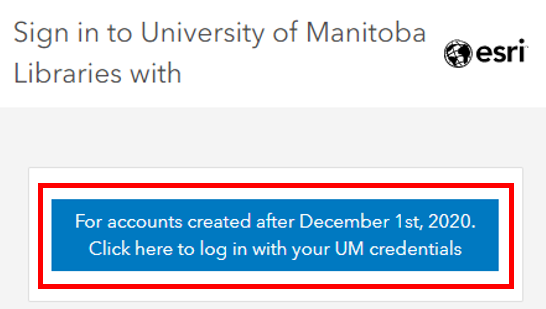 Sign in to University of Manitoba
Libraries with
esri
For accounts created after December 1st, 2020.
Click here to log in with your UM credentials